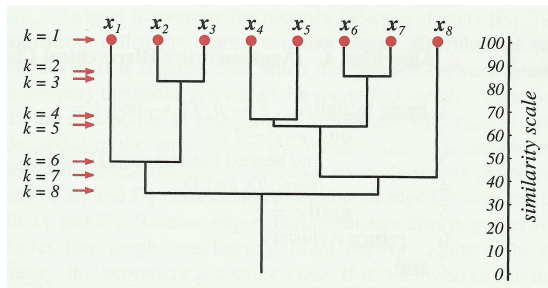 x1 x2 x3 x4 x5 x6 x7 x8
k = 1
k = 2
k = 3
k = 4
k = 5
k = 6
k = 7
k = 8
100
90
80
70
60
50
40
30
20
10
0
similarity scale